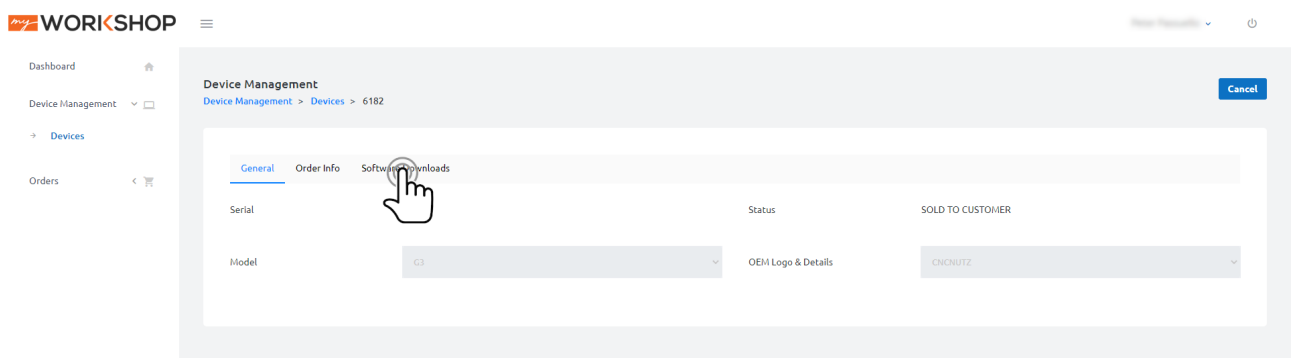 my WORKSHOP
Dashboard
Device Management
Devices
Orders
Device Management
Device Management > Devices > 6182
Cancel
General Order Info Software Downloads
Serial
Status SOLD TO CUSTOMER
Model G3
OEM Logo & Details CNCNUTZ